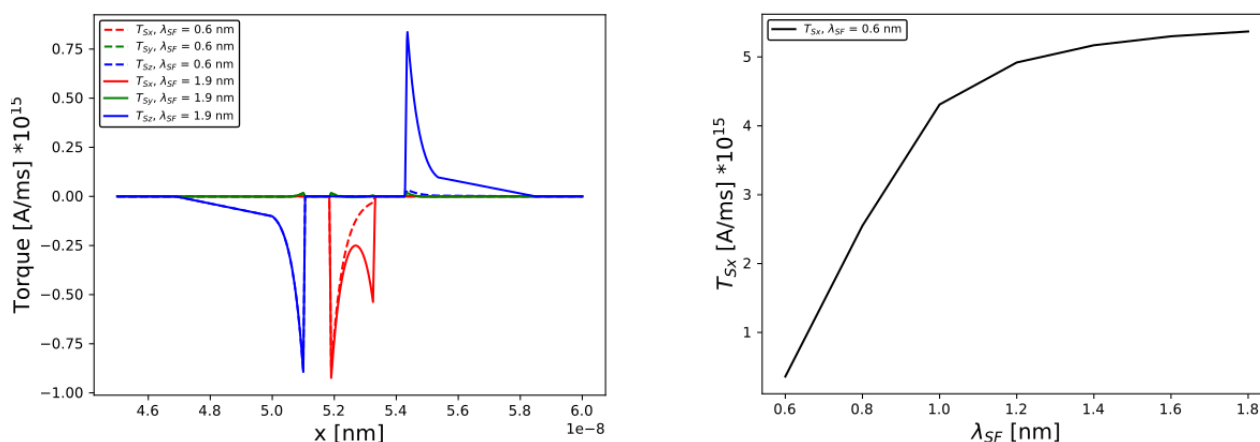 T_Sx, λ_SF = 0.6 nm
T_Sy, λ_SF = 0.6 nm
T_Sz, λ_SF = 0.6 nm
T_Sx, λ_SF = 1.9 nm
T_Sy, λ_SF = 1.9 nm
T_Sz, λ_SF = 1.9 nm
Torque [A/ms] *10^15
0.75
0.50
0.25
0.00
−0.25
−0.50
−0.75
−1.00
4.6
4.8
5.0
5.2
5.4
5.6
5.8
6.0
1e−8
x [nm]
T_Sx, λ_SF = 0.6 nm
T_Sx [A/ms] *10^15
5
4
3
2
1
0.6
0.8
1.0
1.2
1.4
1.6
1.8
λ_SF [nm]